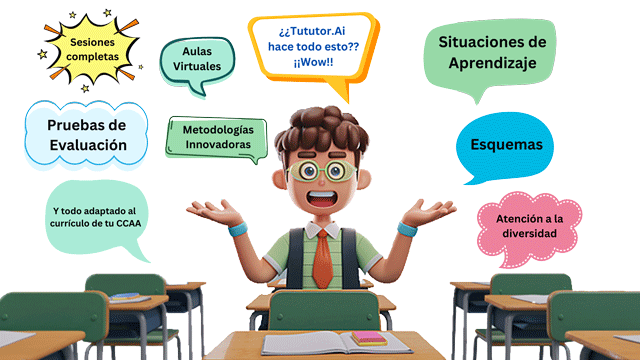 Sesiones
completas
Aulas
Virtuales
¿¿Tututor.Ai
hace todo esto??
¡¡Wow!!
Situaciones de
Aprendizaje
Pruebas de
Evaluación
Metodologías
Innovadoras
Esquemas
Y todo adaptado al
currículo de tu CCAA
Atención a la
diversidad